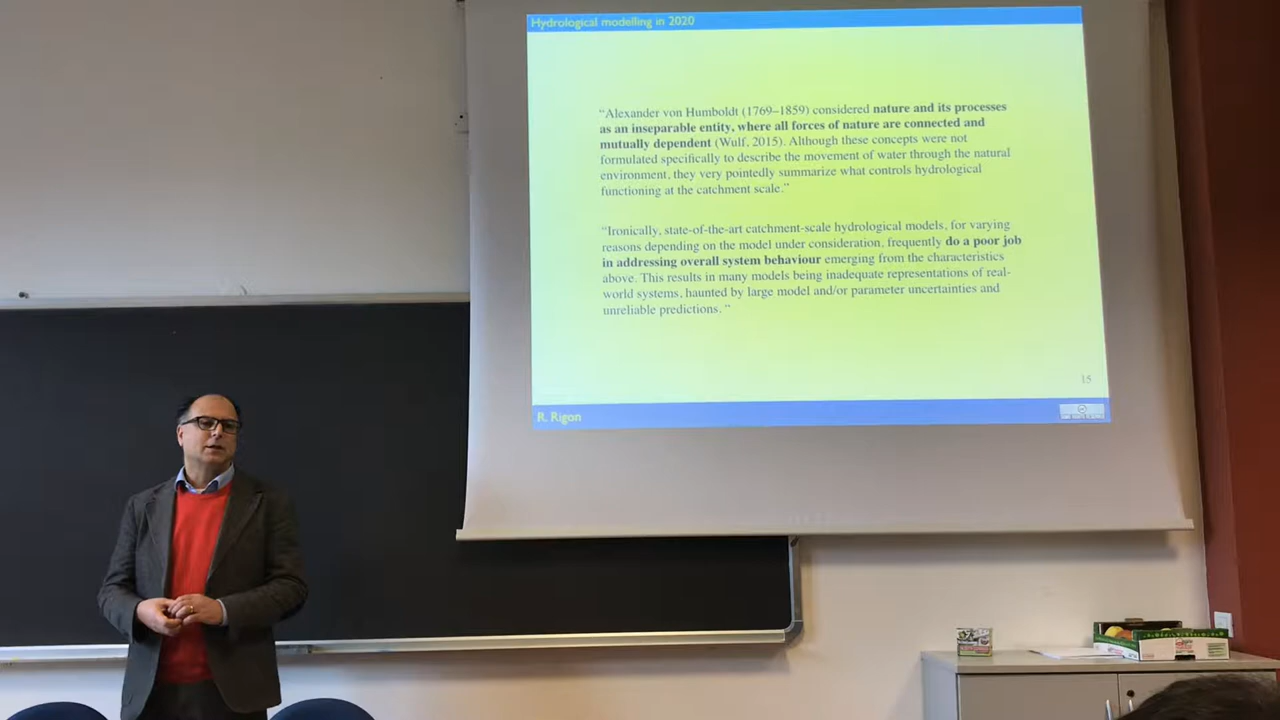 Hydrological modelling in 2020
“Alexander von Humboldt (1769–1859) considered nature and its processes
as an inseparable entity, where all forces of nature are connected and
mutually dependent (Wulf, 2015). Although these concepts were not
formulated specifically to describe the movement of water through the natural
environment, they very pointedly summarize what controls hydrological
functioning at the catchment scale.”
“Ironically, state-of-the-art catchment-scale hydrological models, for varying
reasons depending on the model under consideration, frequently do a poor job
in addressing overall system behaviour emerging from the characteristics
above. This results in many models being inadequate representations of real-
world systems, haunted by large model and/or parameter uncertainties and
unreliable predictions. ”
15
R. Rigon